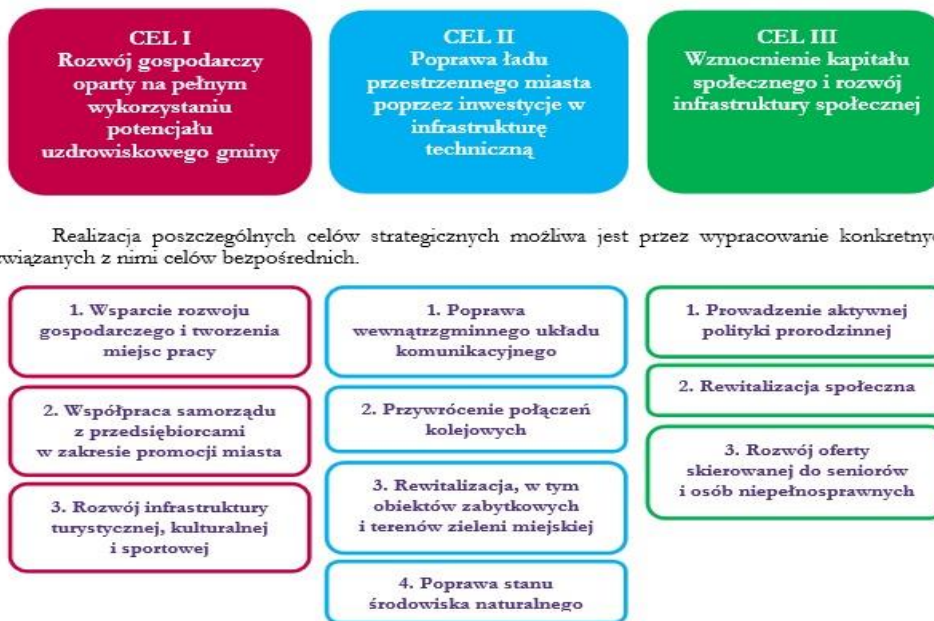 CEL I
Rozwój gospodarczy
oparty na pełnym
wykorzystaniu
potencjału
uzdrowiskowego gminy
CEL II
Poprawa ładu
przestrzennego miasta
poprzez inwestycje w
infrastrukturę
techniczną
CEL III
Wzmocnienie kapitału
społecznego i rozwój
infrastruktury społecznej
Realizacja poszczególnych celów strategicznych możliwa jest przez wypracowanie konkretny
związanych z nimi celów bezpośrednich.
1. Wsparcie rozwoju
gospodarczego i tworzenia
miejsc pracy
2. Współpraca samorządu
z przedsiębiorcami
w zakresie promocji miasta
3. Rozwój infrastruktury
turystycznej, kulturalnej
i sportowej
1. Poprawa
wewnątrzgminnego układu
komunikacyjnego
2. Przywrócenie połączeń
kolejowych
3. Rewitalizacja, w tym
obiektów zabytkowych
i terenów zieleni miejskiej
4. Poprawa stanu
środowiska naturalnego
1. Prowadzenie aktywnej
polityki prorodzinnej
2. Rewitalizacja społeczna
3. Rozwój oferty
skierowanej do seniorów
i osób niepełnosprawnych